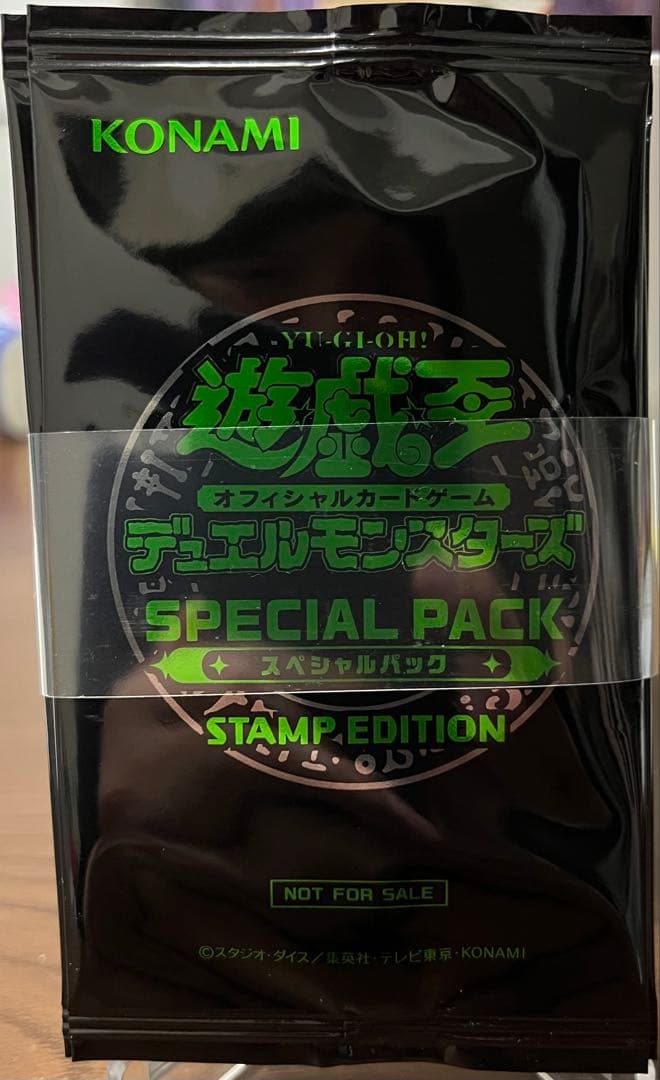 KONAMI
YU-GI-OH!
遊戯王
オフィシャルカードゲーム
デュエルモンスターズ
SPECIAL PACK
スペシャルパック
STAMP EDITION
NOT FOR SALE
©スタジオ・ダイス/集英社・テレビ東京・KONAMI